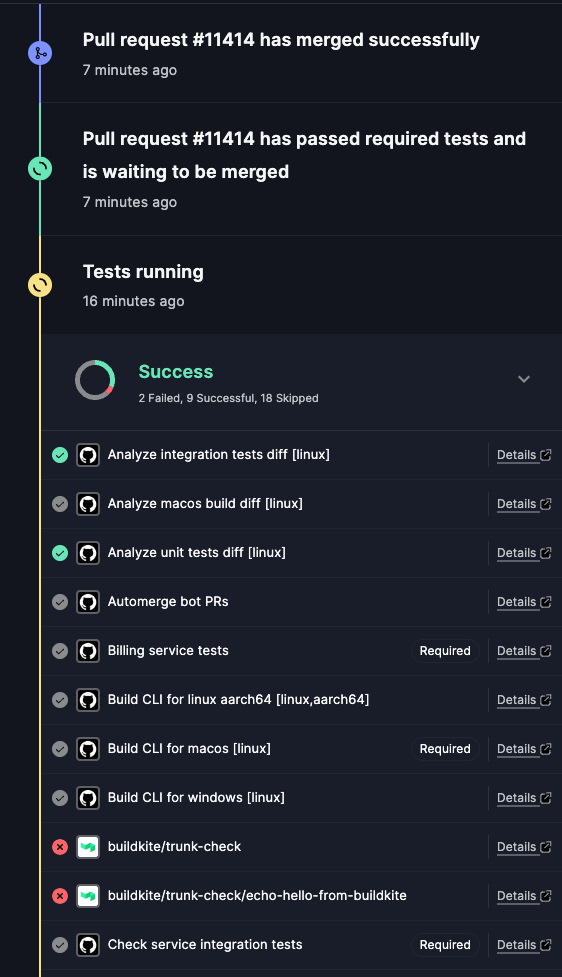 Pull request #11414 has merged successfully
7 minutes ago
Pull request #11414 has passed required tests and
is waiting to be merged
7 minutes ago
Tests running
16 minutes ago
Success
2 Failed, 9 Successful, 18 Skipped
Analyze integration tests diff [linux] Details
Analyze macos build diff [linux] Details
Analyze unit tests diff [linux] Details
Automerge bot PRs Details
Billing service tests Required Details
Build CLI for linux aarch64 [linux,aarch64] Details
Build CLI for macos [linux] Required Details
Build CLI for windows [linux] Details
buildkite/trunk-check Details
buildkite/trunk-check/echo-hello-from-buildkite Details
Check service integration tests Required Details